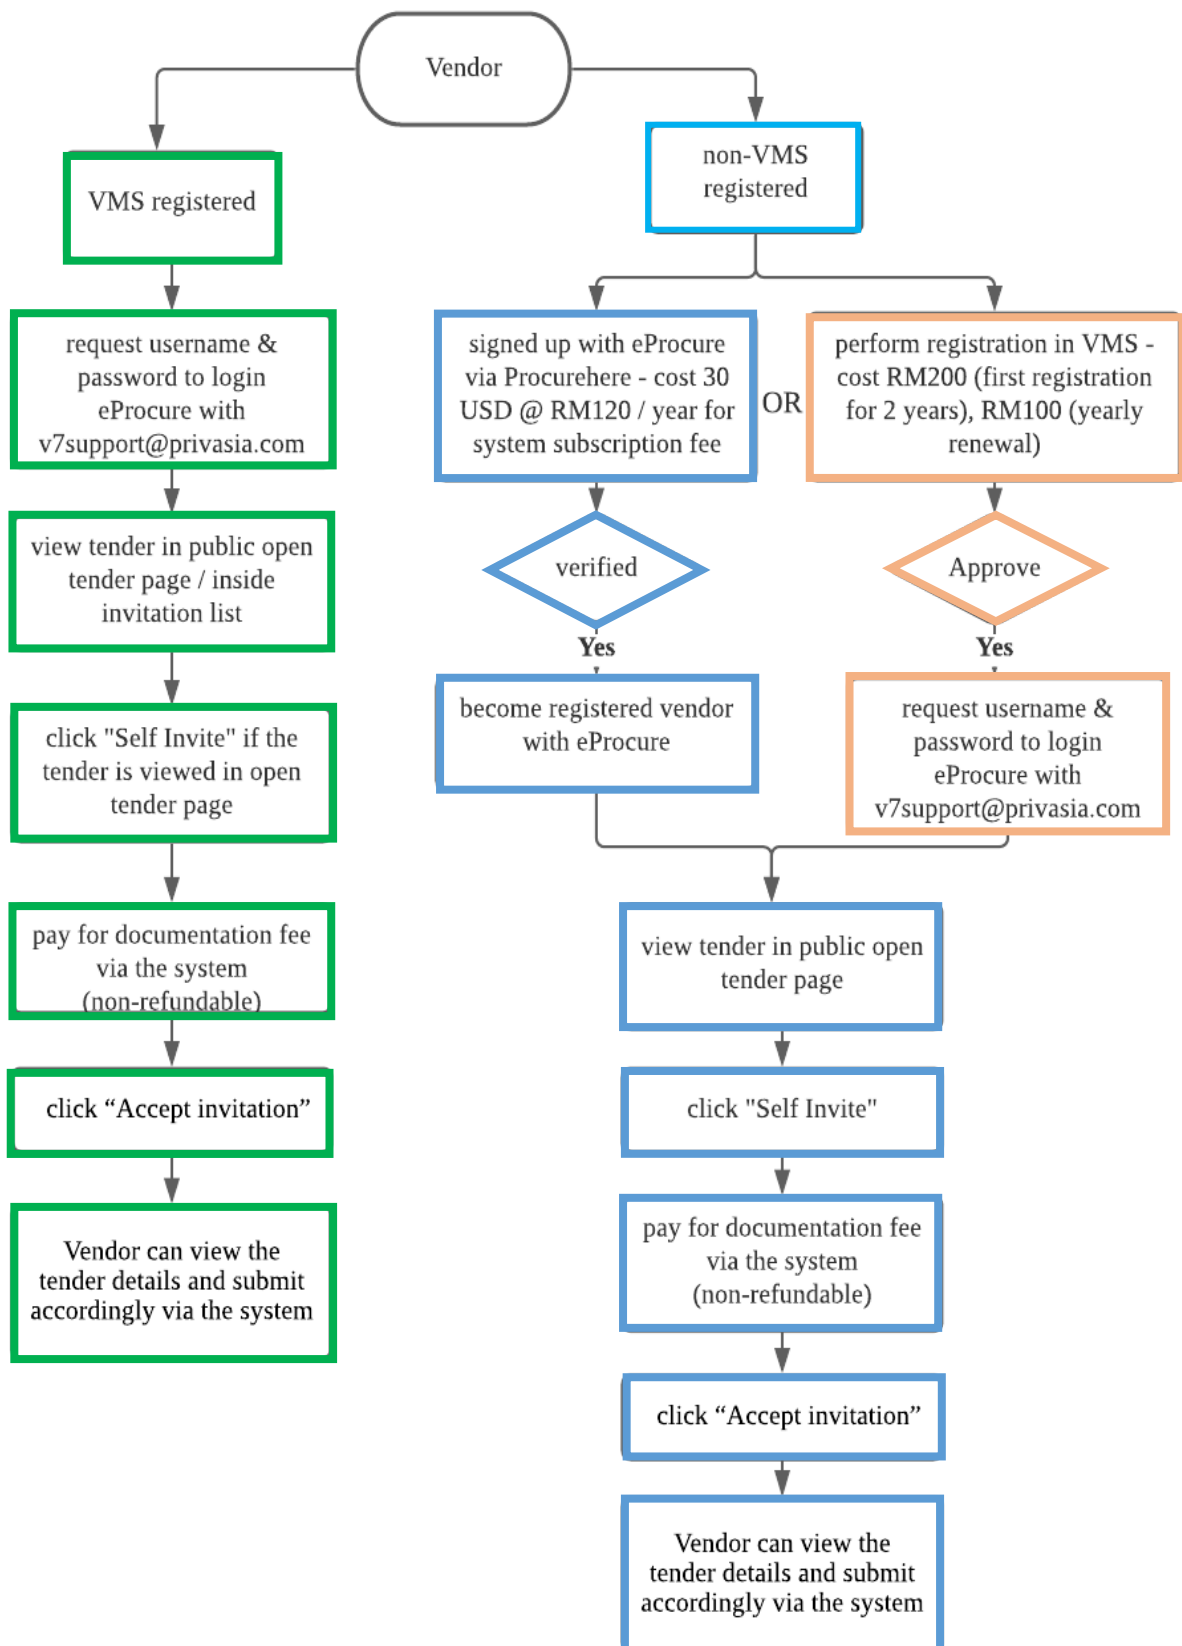 Vendor
VMS registered
request username &
password to login
eProcure with
v7support@privasia.com
view tender in public open
tender page / inside
invitation list
click "Self Invite" if the
tender is viewed in open
tender page
pay for documentation fee
via the system
(non-refundable)
click “Accept invitation”
Vendor can view the
tender details and submit
accordingly via the system
non-VMS
registered
signed up with eProcure
via Procurehere - cost 30
USD @ RM120 / year for
system subscription fee
OR
perform registration in VMS -
cost RM200 (first registration
for 2 years), RM100 (yearly
renewal)
verified
Yes
become registered vendor
with eProcure
Approve
Yes
request username &
password to login
eProcure with
v7support@privasia.com
view tender in public open
tender page
click "Self Invite"
pay for documentation fee
via the system
(non-refundable)
click “Accept invitation”
Vendor can view the
tender details and submit
accordingly via the system